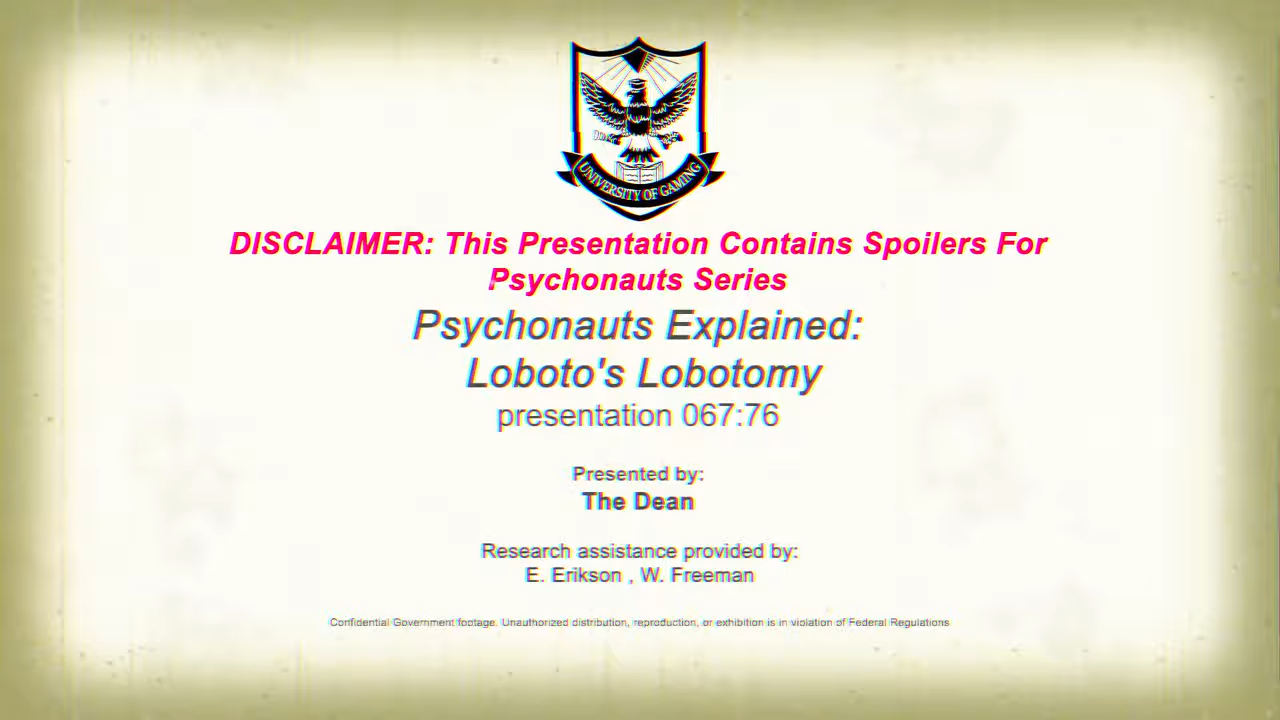 UNIVERSITY OF GAMING
DISCLAIMER: This Presentation Contains Spoilers For
Psychonauts Series
Psychonauts Explained:
Loboto's Lobotomy
presentation 067:76
Presented by:
The Dean
Research assistance provided by:
E. Erikson , W. Freeman
Confidential Government footage. Unauthorized distribution, reproduction, or exhibition is in violation of Federal Regulations